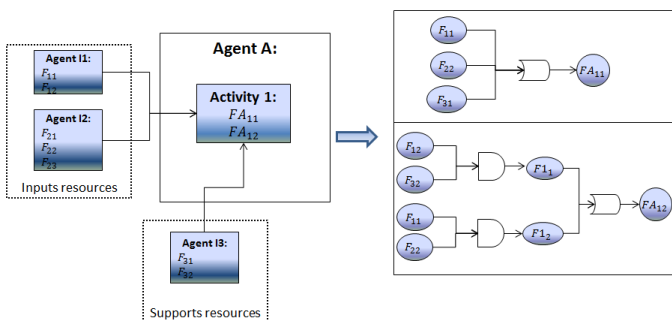 Agent I1:
F₁₁
F₁₂
Agent I2:
F₂₁
F₂₂
F₂₃
Inputs resources
Agent A:
Activity 1:
FA₁₁
FA₁₂
Agent I3:
F₃₁
F₃₂
Supports resources
F₁₁
F₂₂
F₃₁
FA₁₁
F₁₂
F₃₂
F1₁
F₁₁
F₂₂
F1₂
FA₁₂